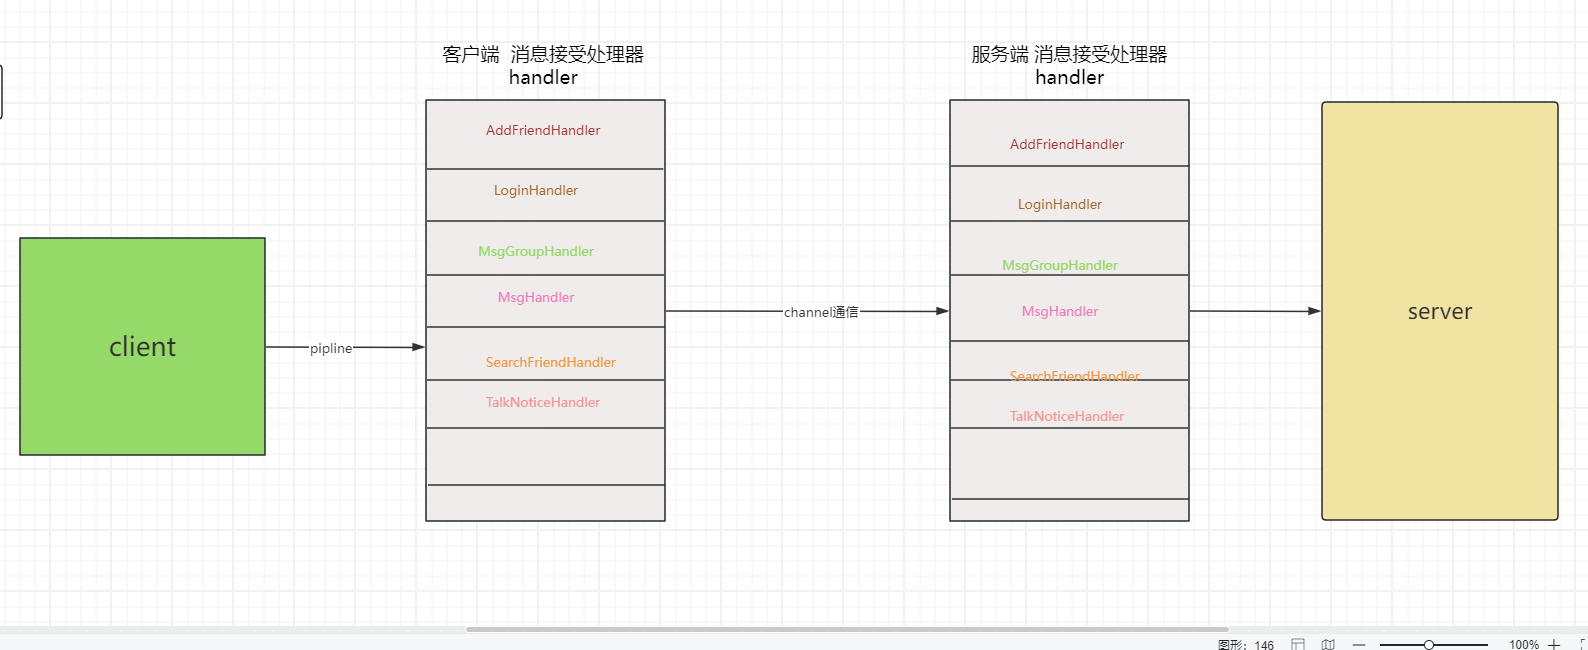 客户端 消息接受处理器
handler
服务端 消息接受处理器
handler
AddFriendHandler
LoginHandler
MsgGroupHandler
MsgHandler
SearchFriendHandler
TalkNoticeHandler
AddFriendHandler
LoginHandler
MsgGroupHandler
MsgHandler
SearchFriendHandler
TalkNoticeHandler
client
pipline
channel通信
server
图形: 146
100%